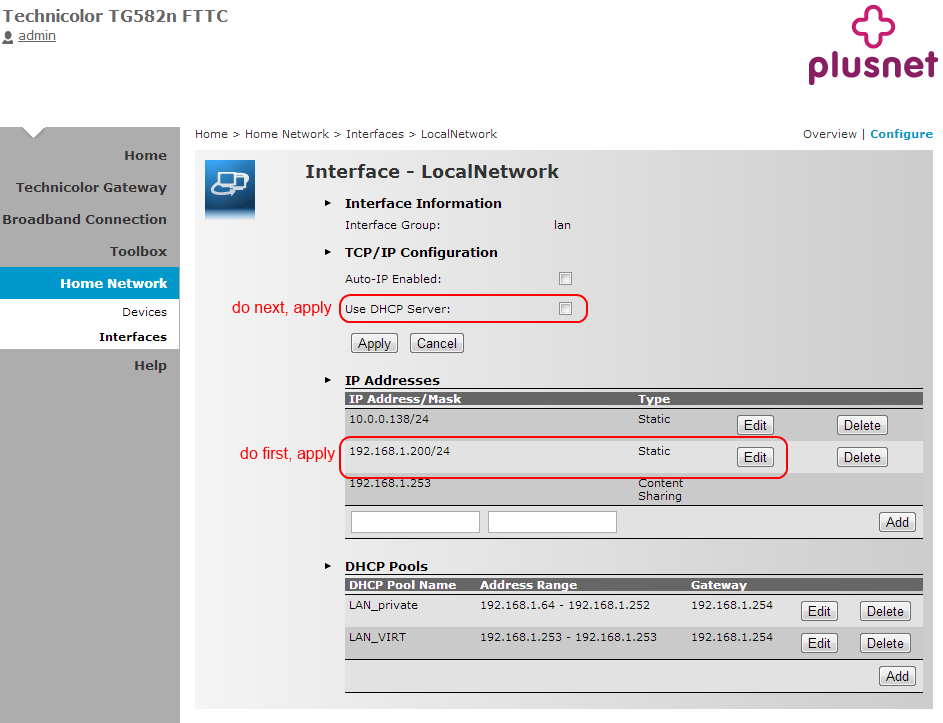 Technicolor TG582n FTTC
admin
plusnet
Home > Home Network > Interfaces > LocalNetwork
Overview | Configure
Home
Technicolor Gateway
Broadband Connection
Toolbox
Home Network
Devices
Interfaces
Help
Interface - LocalNetwork
Interface Information
Interface Group: lan
TCP/IP Configuration
Auto-IP Enabled:
do next, apply
Use DHCP Server:
Apply Cancel
IP Addresses
IP Address/Mask Type
10.0.0.138/24 Static Edit Delete
do first, apply
192.168.1.200/24 Static Edit Delete
192.168.1.253 Content Sharing
Add
DHCP Pools
DHCP Pool Name Address Range Gateway
LAN_private 192.168.1.64 - 192.168.1.252 192.168.1.254 Edit Delete
LAN_VIRT 192.168.1.253 - 192.168.1.253 192.168.1.254 Edit Delete
Add